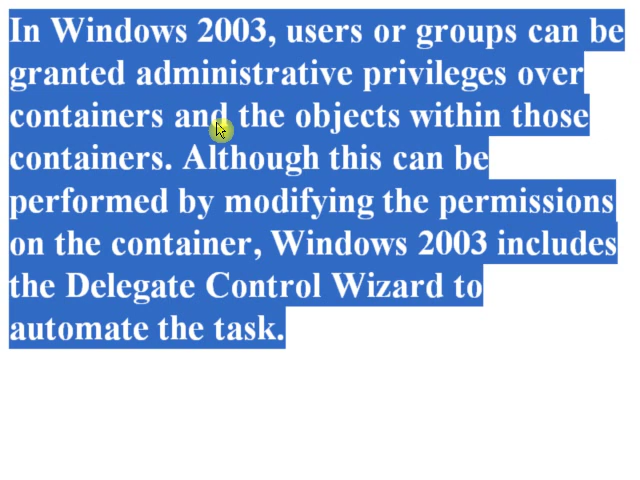 In Windows 2003, users or groups can be
granted administrative privileges over
containers and the objects within those
containers. Although this can be
performed by modifying the permissions
on the container, Windows 2003 includes
the Delegate Control Wizard to
automate the task.